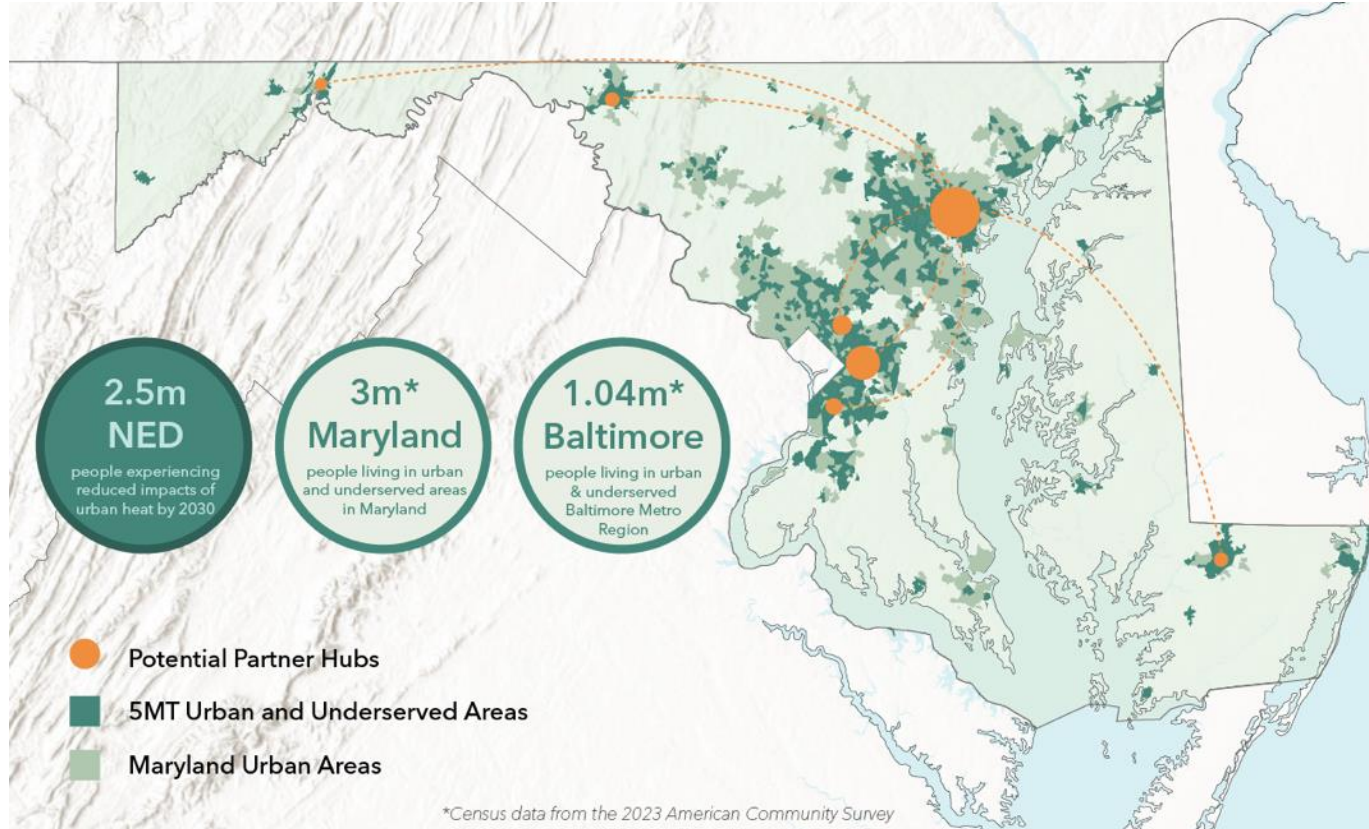 2.5m
NED
people experiencing
reduced impacts of
urban heat by 2030
3m*
Maryland
people living in urban
and underserved areas
in Maryland
1.04m*
Baltimore
people living in urban
& underserved
Baltimore Metro
Region
Potential Partner Hubs
5MT Urban and Underserved Areas
Maryland Urban Areas
*Census data from the 2023 American Community Survey